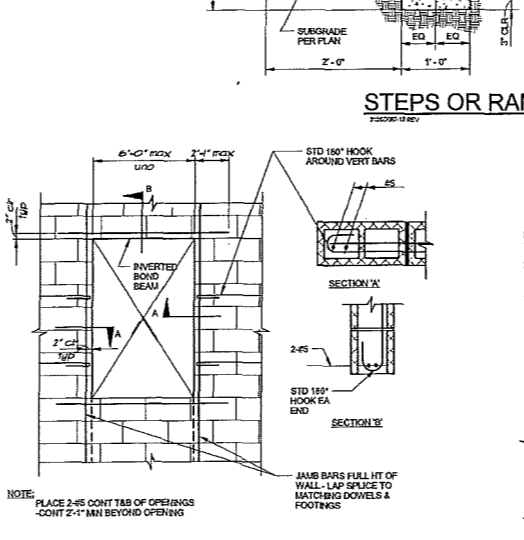 SUBGRADE
PER PLAN
EQ EQ
3" CLR
2'-0" 1'-0"
STEPS OR RAM
6'-0" max 2'-1" max
uno
STD 180° HOOK
AROUND VERT BARS
B
#5
2" clr
typ
INVERTED
BOND
BEAM
SECTION 'A'
A
A
2" clr
typ
2-#5
STD 180°
HOOK EA
END
SECTION 'B'
JAMB BARS FULL HT OF
WALL - LAP SPLICE TO
MATCHING DOWELS &
FOOTINGS
NOTE:
PLACE 2-#5 CONT T&B OF OPENINGS
-CONT 2'-1" MIN BEYOND OPENING